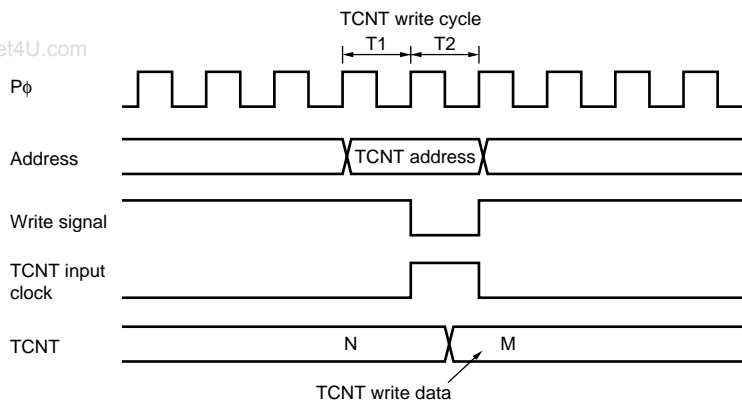 TCNT write cycle
T1 T2
et4U.com
Pϕ
Address
TCNT address
Write signal
TCNT input
clock
TCNT
N
M
TCNT write data